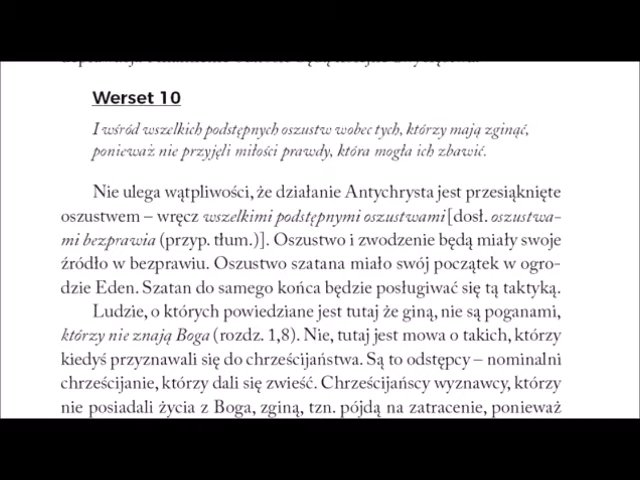 Werset 10
I wśród wszelkich podstępnych oszustw wobec tych, którzy mają zginąć,
ponieważ nie przyjęli miłości prawdy, która mogła ich zbawić.
Nie ulega wątpliwości, że działanie Antychrysta jest przesiąknięte
oszustwem – wręcz wszelkimi podstępnymi oszustwami [dosł. oszustwa-
mi bezprawia (przyp. tłum.)]. Oszustwo i zwodzenie będą miały swoje
źródło w bezprawiu. Oszustwo szatana miało swój początek w ogro-
dzie Eden. Szatan do samego końca będzie posługiwać się tą taktyką.
Ludzie, o których powiedziane jest tutaj że giną, nie są poganami,
którzy nie znają Boga (rozdz. 1,8). Nie, tutaj jest mowa o takich, którzy
kiedyś przyznawali się do chrześcijaństwa. Są to odstępcy – nominalni
chrześcijanie, którzy dali się zwieść. Chrześcijańscy wyznawcy, którzy
nie posiadali życia z Boga, zginą, tzn. pójdą na zatracenie, ponieważ